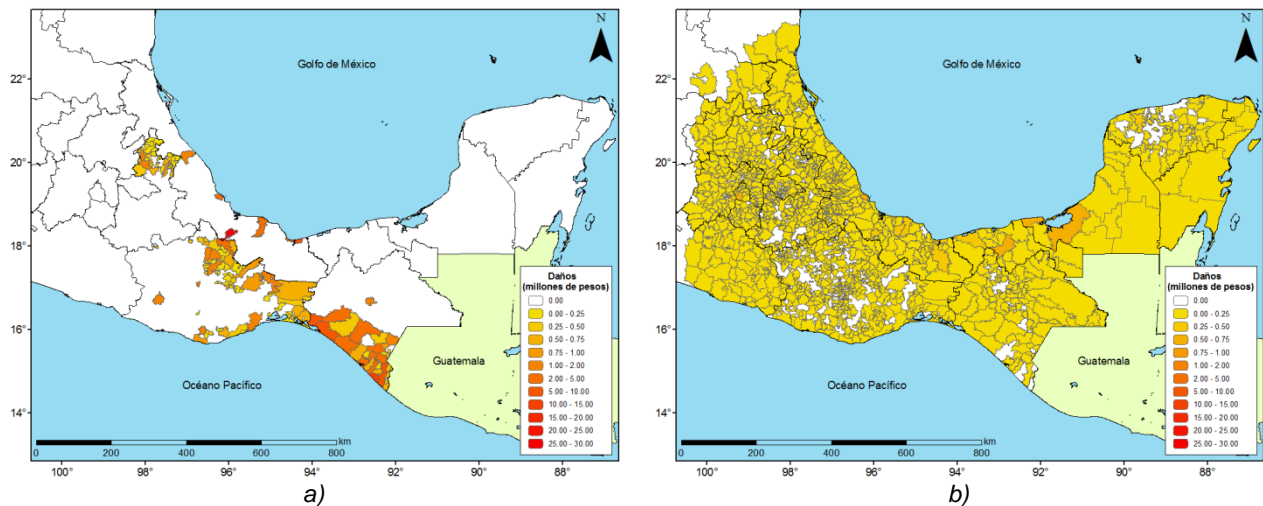 N
Golfo de México
22°
20°
18°
16°
14°
Guatemala
Océano Pacífico
Daños
(millones de pesos)
0.00
0.00 - 0.25
0.25 - 0.50
0.50 - 0.75
0.75 - 1.00
1.00 - 2.00
2.00 - 5.00
5.00 - 10.00
10.00 - 15.00
15.00 - 20.00
20.00 - 25.00
25.00 - 30.00
km
0 200 400 600 800
100° 98° 96° 94° 92° 90° 88°
a)
N
Golfo de México
22°
20°
18°
16°
14°
Guatemala
Océano Pacífico
Daños
(millones de pesos)
0.00
0.00 - 0.25
0.25 - 0.50
0.50 - 0.75
0.75 - 1.00
1.00 - 2.00
2.00 - 5.00
5.00 - 10.00
10.00 - 15.00
15.00 - 20.00
20.00 - 25.00
25.00 - 30.00
km
0 200 400 600 800
100° 98° 96° 94° 92° 90° 88°
b)